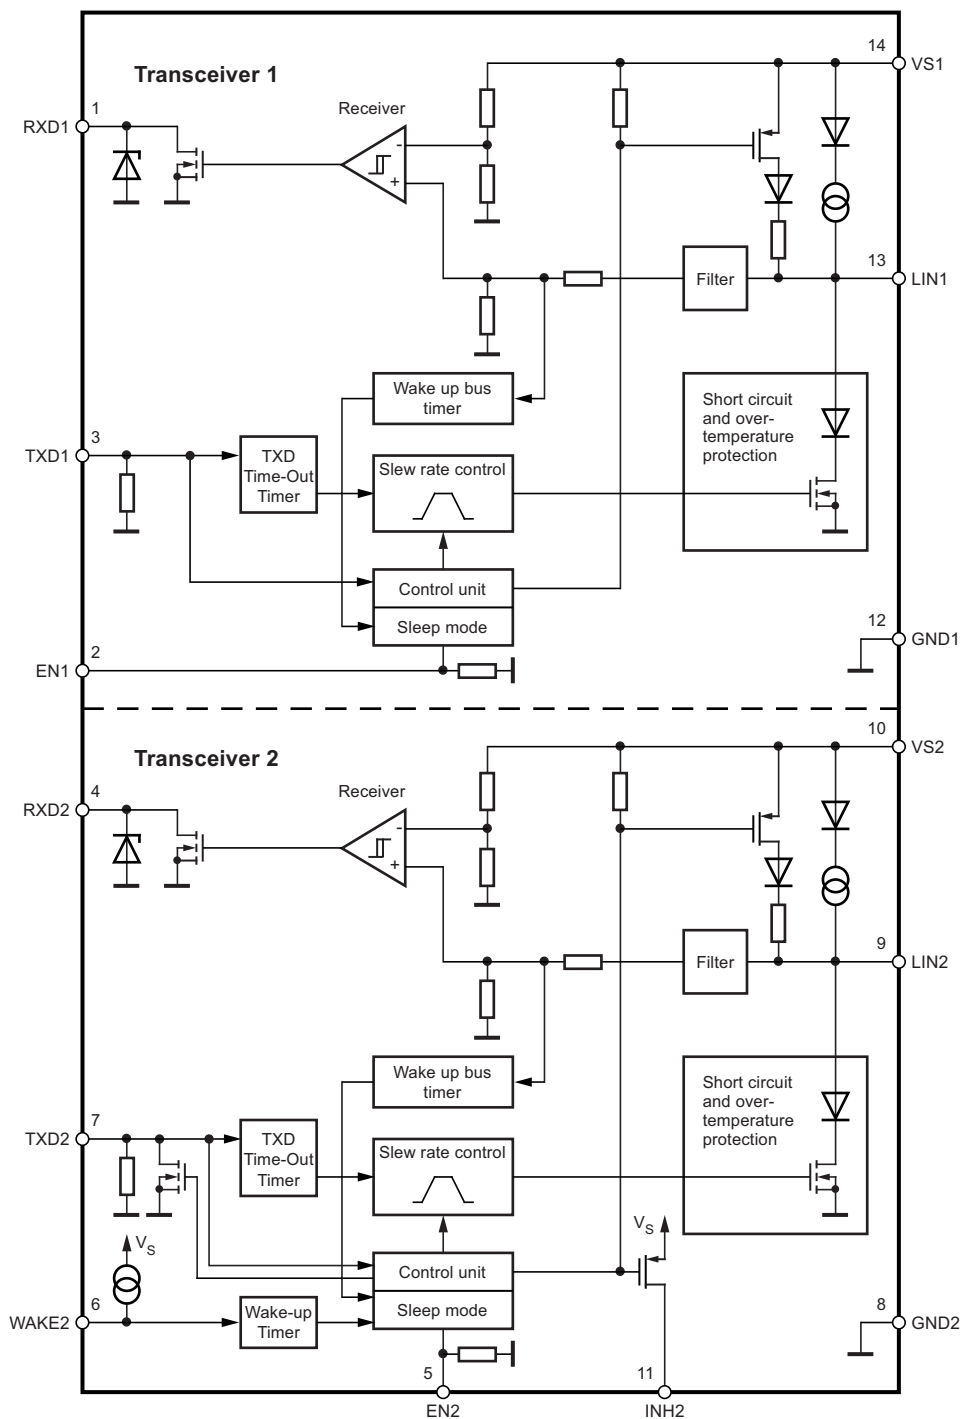 14
VS1
Transceiver 1
1
Receiver
RXD1
-
+
13
Filter
LIN1
Wake up bus
timer
Short circuit
and over-
temperature
protection
3
TXD1
TXD
Time-Out
Timer
Slew rate control
Control unit
Sleep mode
12
GND1
2
EN1
10
VS2
Transceiver 2
4
Receiver
RXD2
-
+
9
Filter
LIN2
Wake up bus
timer
Short circuit
and over-
temperature
protection
7
TXD2
TXD
Time-Out
Timer
Slew rate control
VS
VS
Control unit
Sleep mode
6
WAKE2
Wake-up
Timer
8
GND2
5
11
EN2
INH2